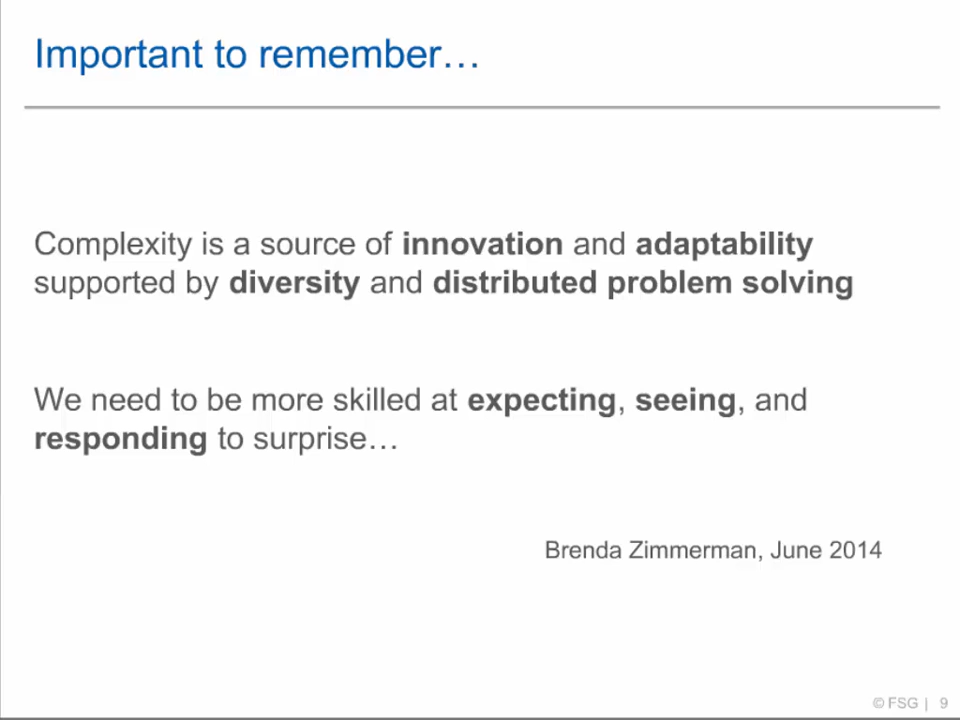 Important to remember…
Complexity is a source of innovation and adaptability
supported by diversity and distributed problem solving
We need to be more skilled at expecting, seeing, and
responding to surprise…
Brenda Zimmerman, June 2014
© FSG | 9